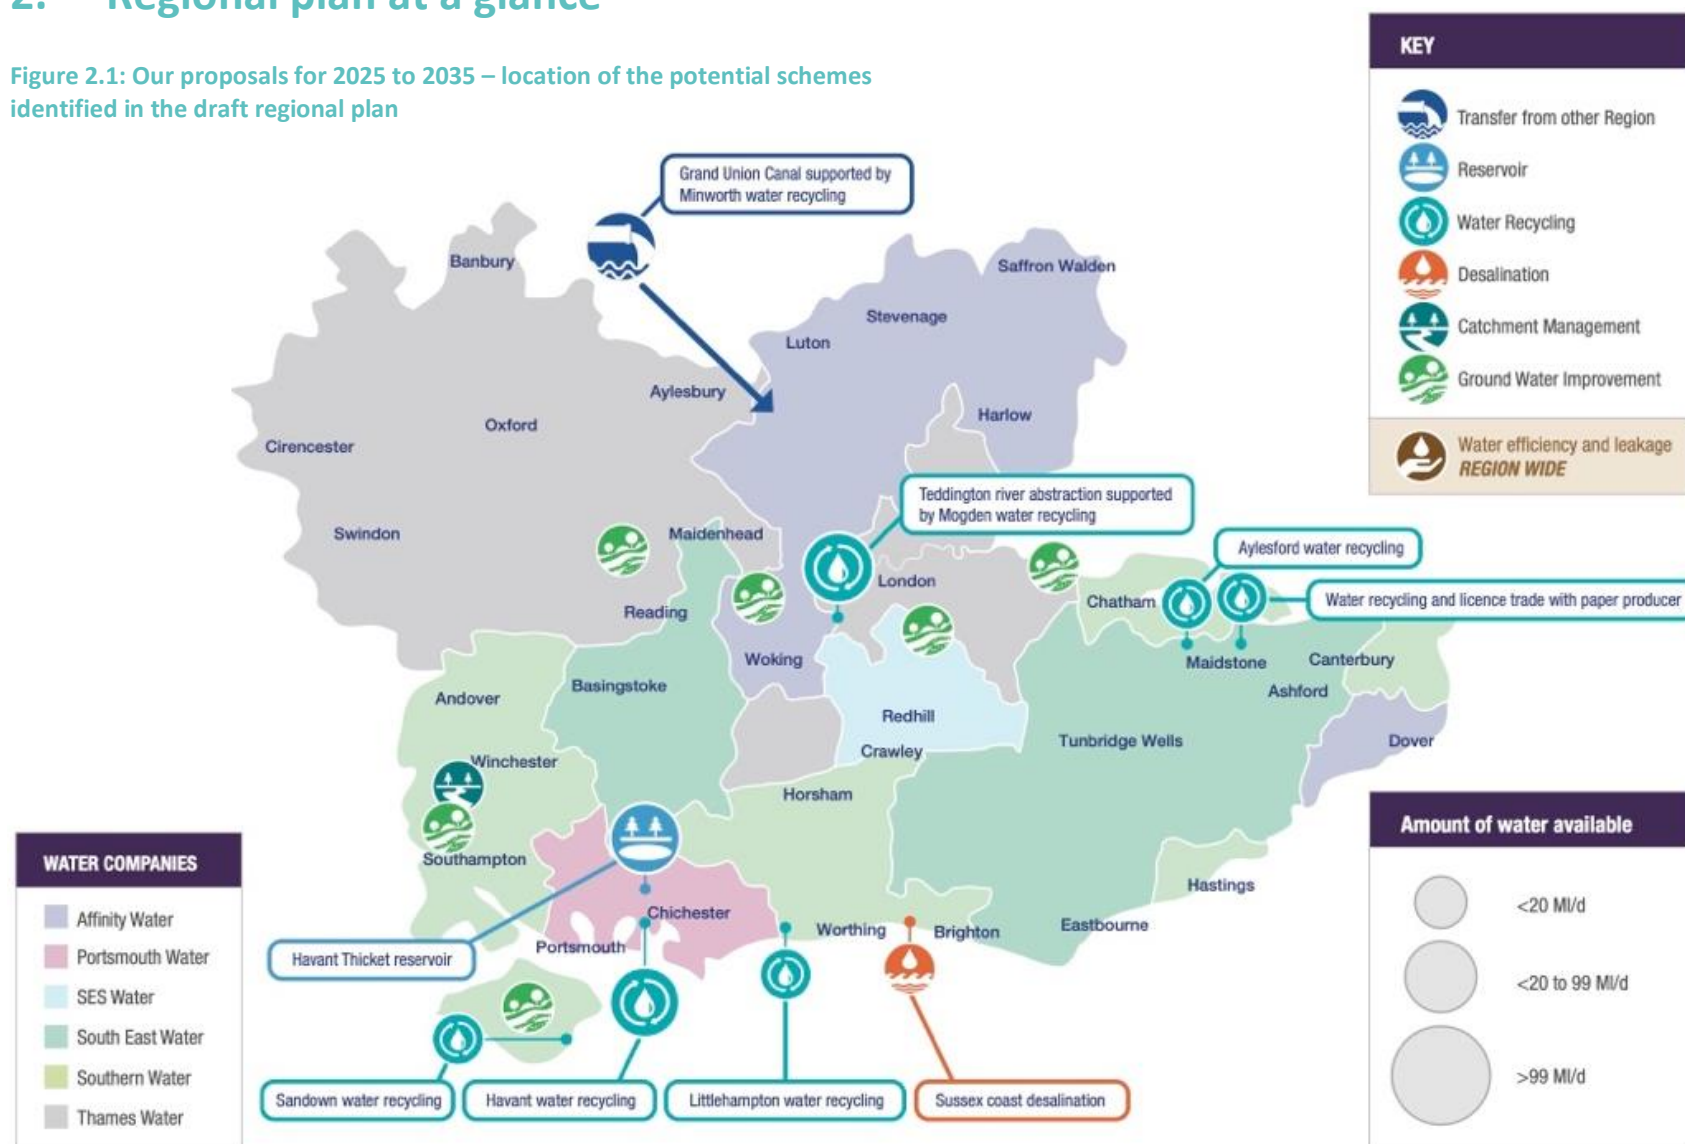 2. Regional plan at a glance
Figure 2.1: Our proposals for 2025 to 2035 – location of the potential schemes
identified in the draft regional plan
KEY
Transfer from other Region
Reservoir
Water Recycling
Desalination
Catchment Management
Ground Water Improvement
Water efficiency and leakage
REGION WIDE
Grand Union Canal supported by
Minworth water recycling
Banbury
Saffron Walden
Stevenage
Luton
Aylesbury
Harlow
Oxford
Cirencester
Teddington river abstraction supported
by Mogden water recycling
Swindon
Maidenhead
Aylesford water recycling
London
Chatham
Water recycling and licence trade with paper producer
Reading
Woking
Maidstone
Canterbury
Basingstoke
Ashford
Andover
Redhill
Tunbridge Wells
Dover
Crawley
Winchester
Horsham
Southampton
Hastings
Chichester
Worthing
Brighton
Eastbourne
Portsmouth
Havant Thicket reservoir
Sandown water recycling
Havant water recycling
Littlehampton water recycling
Sussex coast desalination
WATER COMPANIES
Affinity Water
Portsmouth Water
SES Water
South East Water
Southern Water
Thames Water
Amount of water available
<20 Ml/d
<20 to 99 Ml/d
>99 Ml/d